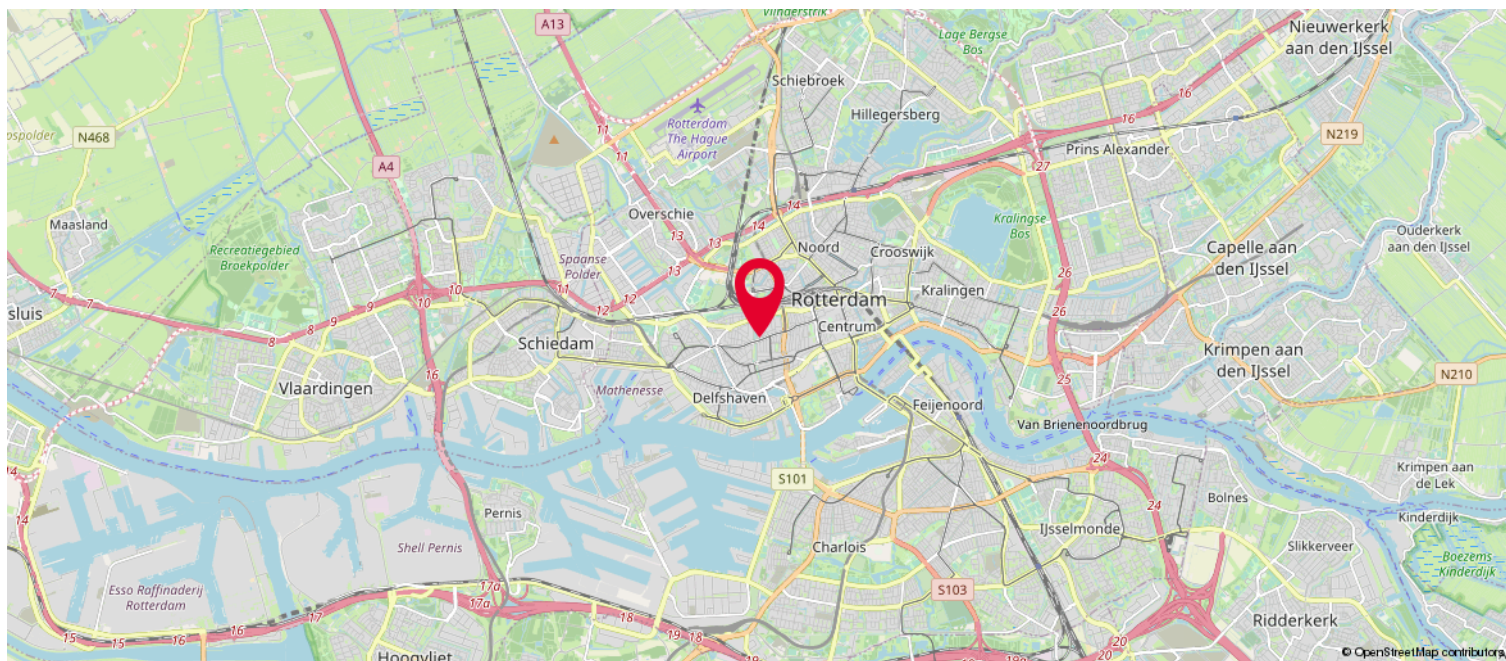 Vlinderstrik
A13
Lage Bergse
Bos
Nieuwerkerk
aan den IJssel
Schiebroek
16
Hillegersberg
N468
Rotterdam
The Hague
Airport
11
N219
A4
11
16
Prins Alexander
27
Maasland
Overschie
14
14
13
13
Noord
Crooswijk
Kralingse
Bos
Ouderkerk
aan den IJssel
Recreatiegebied
Broekpolder
Spaanse
Polder
13
Capelle aan
den IJssel
26
7
7
sluis
8
9
9
10
10
11
12
12
Rotterdam
Kralingen
26
8
Schiedam
Centrum
Krimpen aan
den IJssel
16
Vlaardingen
Mathenesse
Delfshaven
Feijenoord
25
N210
Van Brienenoordbrug
14
S101
24
24
Krimpen aan
de Lek
14
Pernis
Bolnes
Kinderdijk
IJsselmonde
Shell Pernis
Charlois
Slikkerveer
Boezems
Kinderdijk
Esso Raffinaderij
Rotterdam
17a
17a
S103
15
15
16
16
17
18
18
19
18
Ridderkerk
Hoogvliet
19a
20
20
© OpenStreetMap contributors